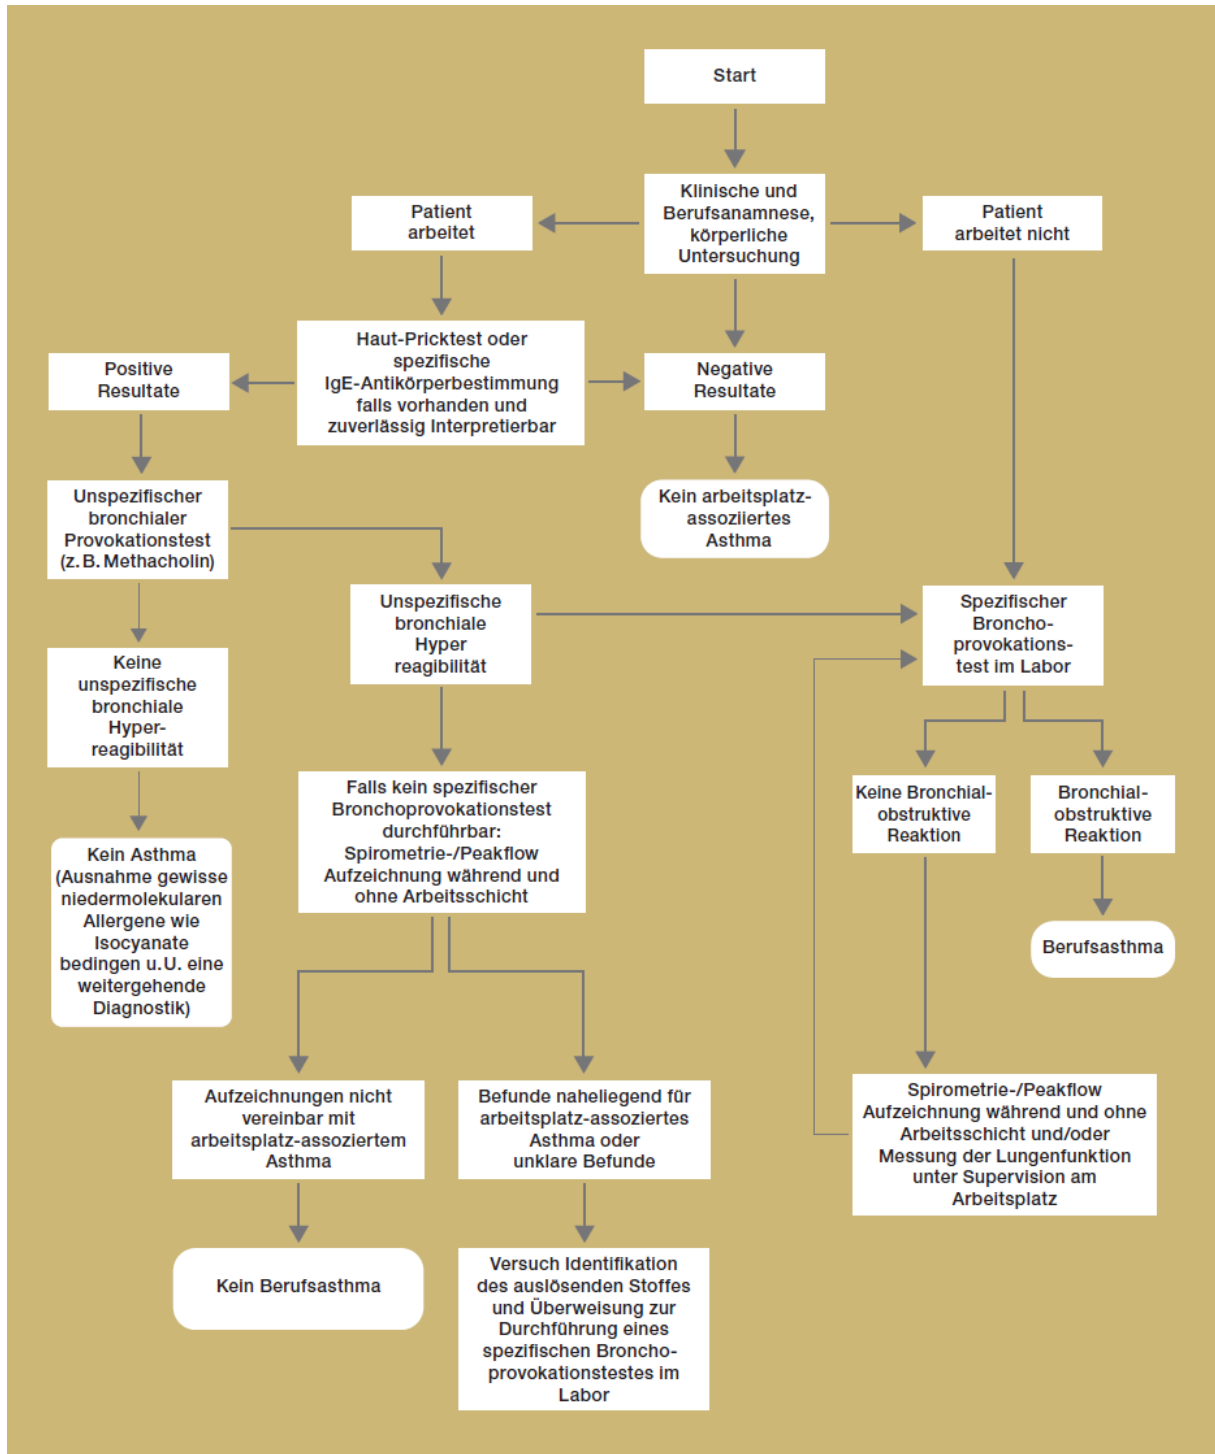 Start
Klinische und
Berufsanamnese,
körperliche
Untersuchung
Patient
arbeitet
Patient
arbeitet nicht
Haut-Pricktest oder
spezifische
IgE-Antikörperbestimmung
falls vorhanden und
zuverlässig Interpretierbar
Positive
Resultate
Negative
Resultate
Unspezifischer
bronchialer
Provokationstest
(z. B. Methacholin)
Kein arbeitsplatz-
assoziiertes
Asthma
Unspezifische
bronchiale
Hyper
reagibilität
Spezifischer
Broncho-
provokations-
test im Labor
Keine
unspezifische
bronchiale
Hyper-
reagibilität
Falls kein spezifischer
Bronchoprovokationstest
durchführbar:
Spirometrie-/Peakflow
Aufzeichnung während und
ohne Arbeitsschicht
Keine Bronchial-
obstruktive
Reaktion
Bronchial-
obstruktive
Reaktion
Kein Asthma
(Ausnahme gewisse
niedermolekularen
Allergene wie
Isocyanate
bedingen u. U. eine
weitergehende
Diagnostik)
Berufsasthma
Aufzeichnungen nicht
vereinbar mit
arbeitsplatz-assoziertem
Asthma
Befunde naheliegend für
arbeitsplatz-assoziertes
Asthma oder
unklare Befunde
Spirometrie-/Peakflow
Aufzeichnung während und ohne
Arbeitsschicht und/oder
Messung der Lungenfunktion
unter Supervision am
Arbeitsplatz
Kein Berufsasthma
Versuch Identifikation
des auslösenden Stoffes
und Überweisung zur
Durchführung eines
spezifischen Broncho-
provokationstestes im
Labor